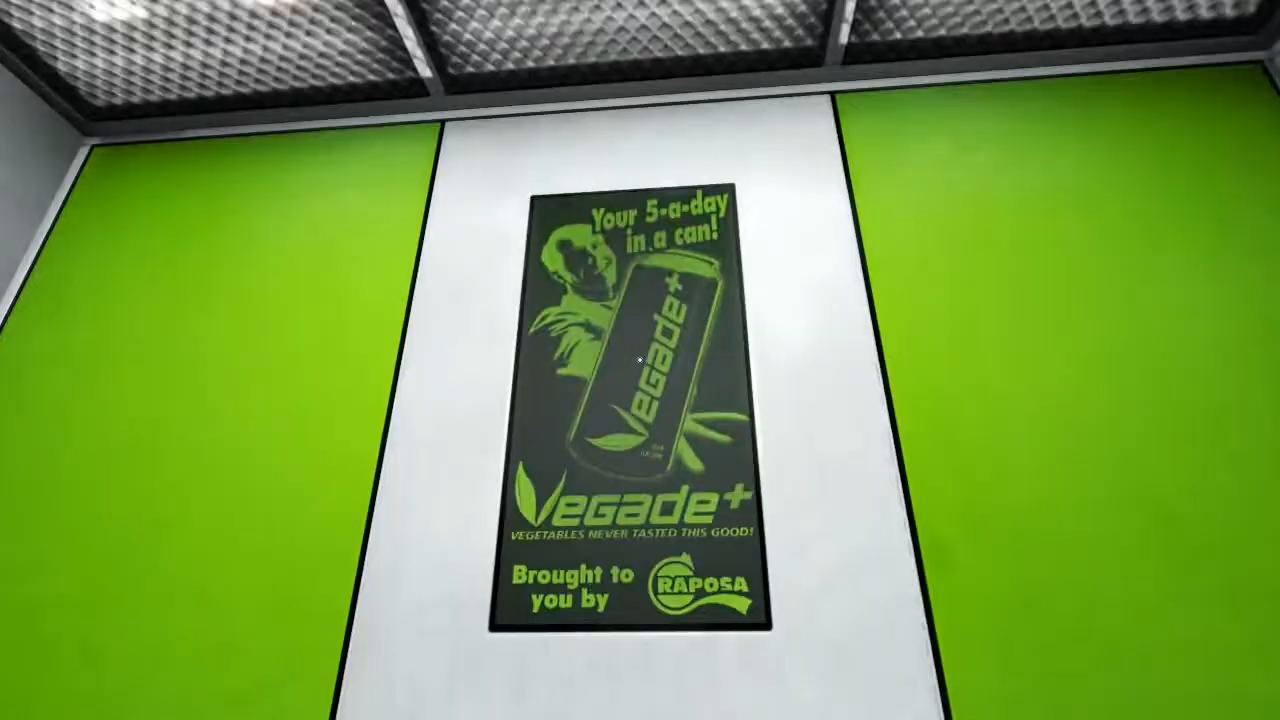 Your 5-a-day
in a can!
Vegade+
Vegade+
VEGETABLES NEVER TASTED THIS GOOD!
Brought to
you by
RAPOSA